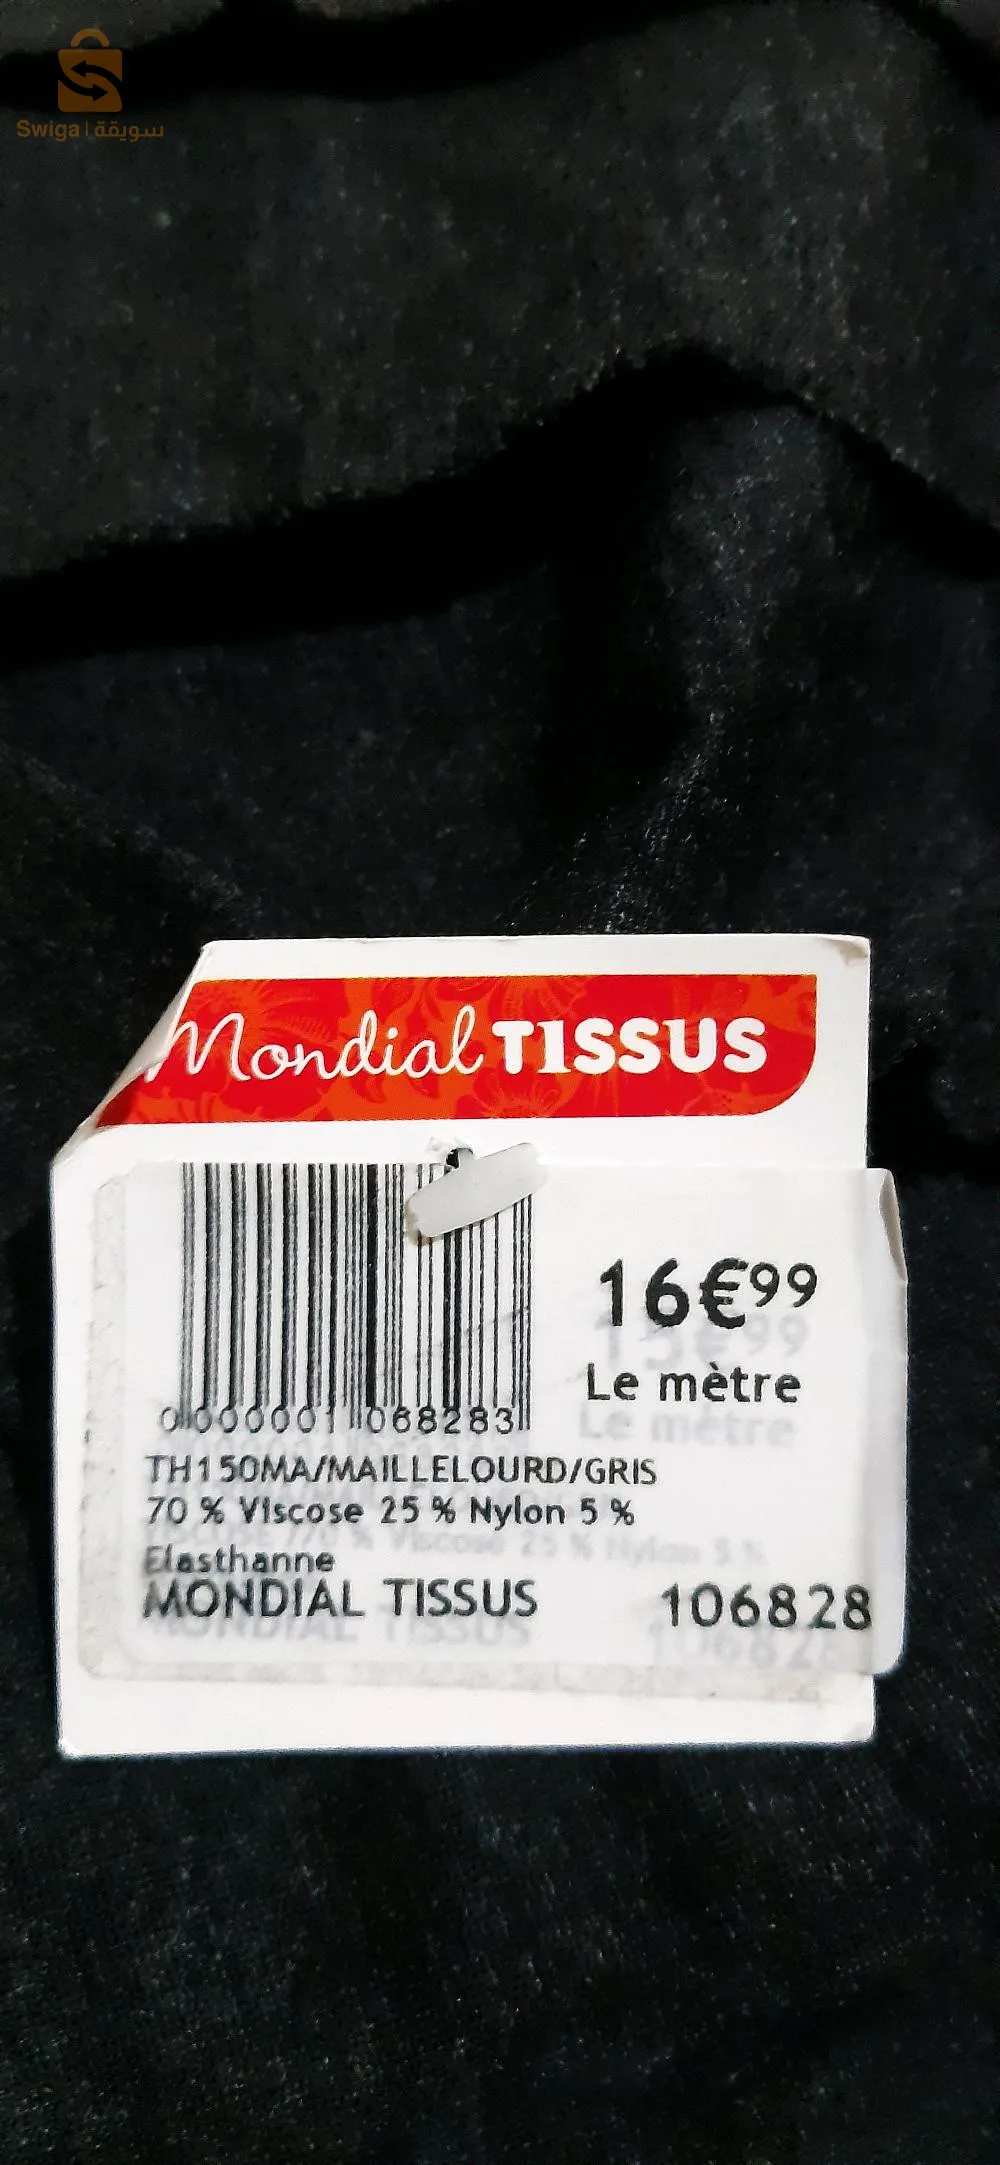 Swiga | سويقة
Mondial TISSUS
16€99
Le mètre
0000001068283
TH150MA/MAILLELOURD/GRIS
70 % Viscose 25 % Nylon 5 %
Elasthanne
MONDIAL TISSUS 106828